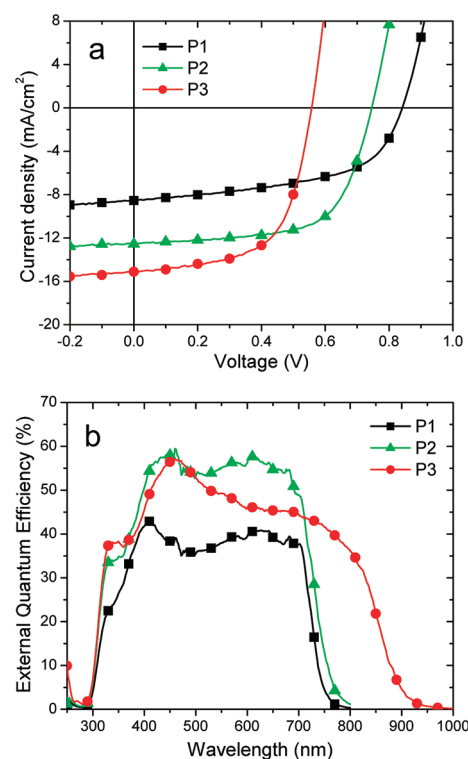 a
P1
P2
P3
8
4
0
-4
-8
-12
-16
-20
Current density (mA/cm²)
-0.2 0.0 0.2 0.4 0.6 0.8 1.0
Voltage (V)
b
P1
P2
P3
70
60
50
40
30
20
10
0
External Quantum Efficiency (%)
300 400 500 600 700 800 900 1000
Wavelength (nm)